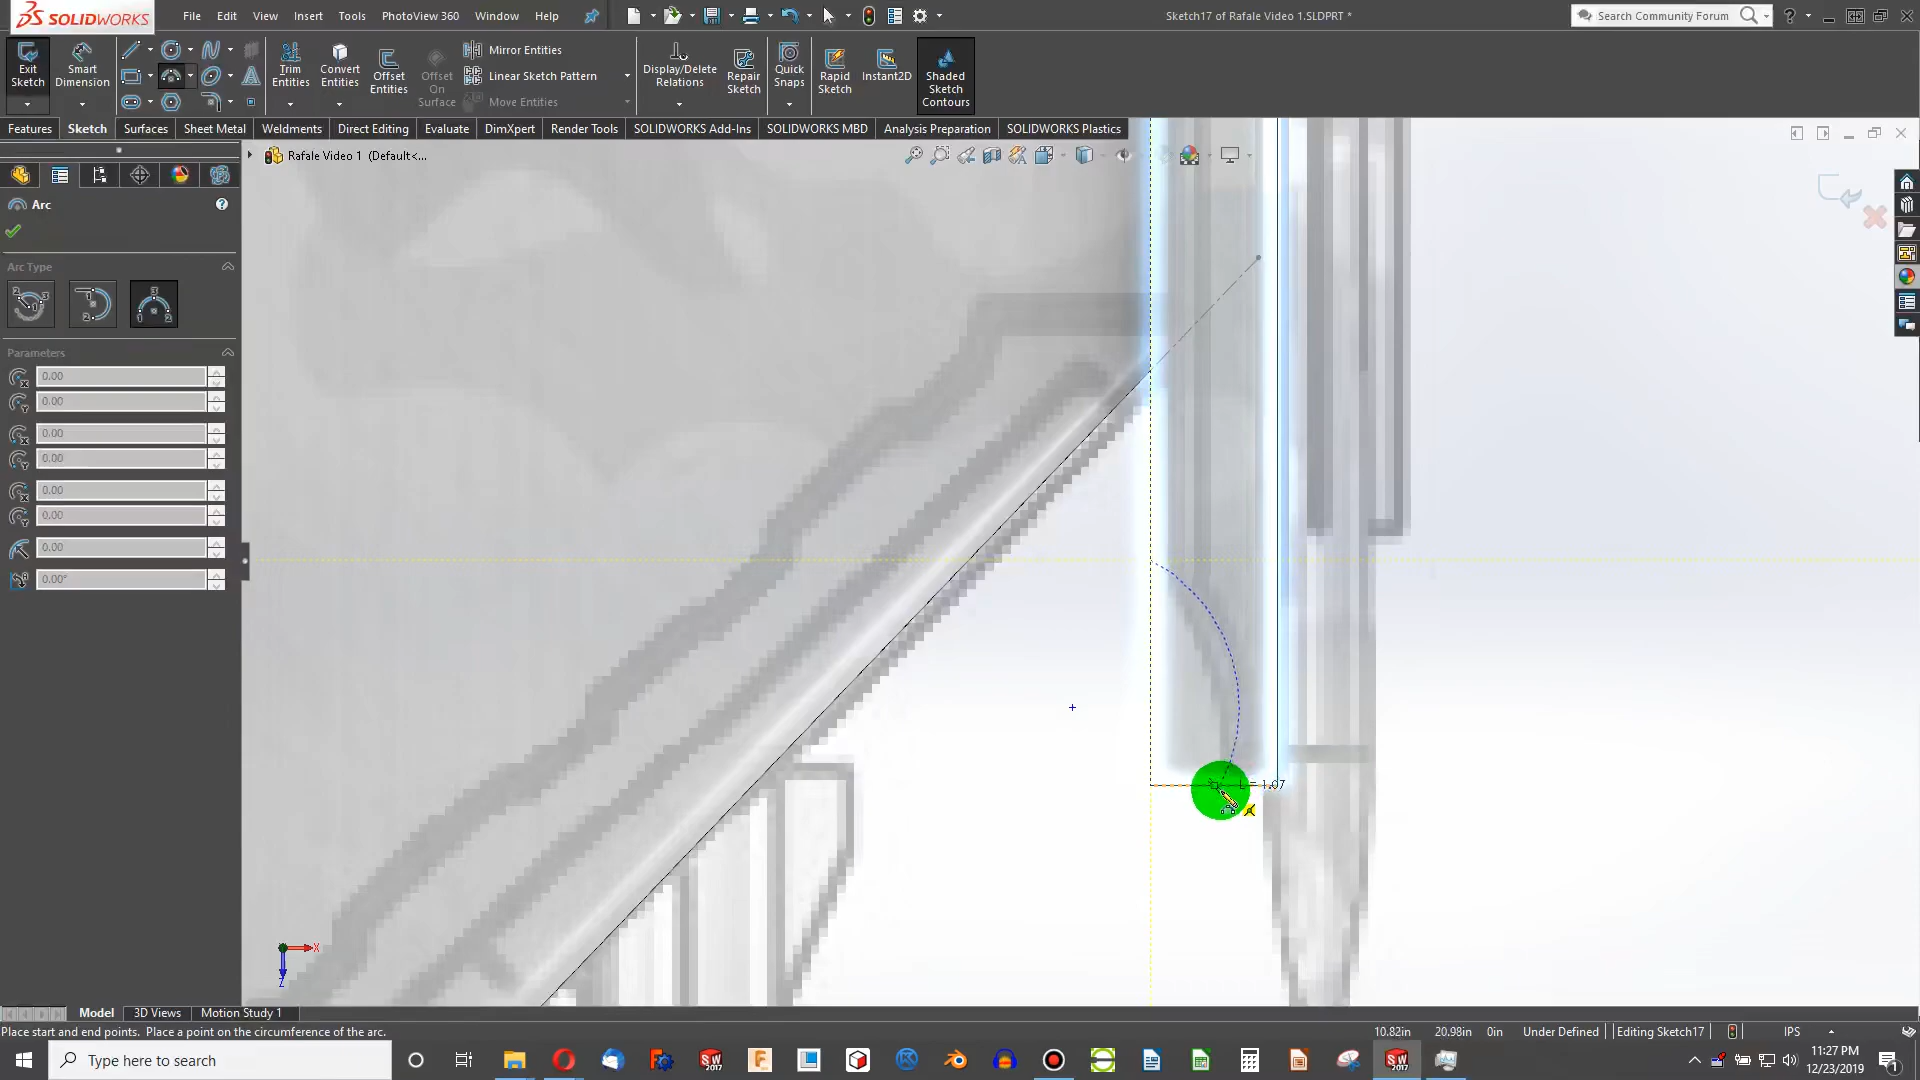 SOLIDWORKS
File Edit View Insert Tools PhotoView 360 Window Help
Sketch17 of Rafale Video 1.SLDPRT *
Search Community Forum
Exit Sketch
Smart Dimension
Trim Entities
Convert Entities
Offset Entities
Offset On Surface
Mirror Entities
Linear Sketch Pattern
Move Entities
Display/Delete Relations
Repair Sketch
Quick Snaps
Rapid Sketch
Instant2D
Shaded Sketch Contours
Features Sketch Surfaces Sheet Metal Weldments Direct Editing Evaluate DimXpert Render Tools SOLIDWORKS Add-Ins SOLIDWORKS MBD Analysis Preparation SOLIDWORKS Plastics
Rafale Video 1 (Default<...
Arc
Arc Type
Parameters
0.00
0.00
0.00
0.00
0.00
0.00
0.00
0.00°
L = 1.07
X
Z
Model 3D Views Motion Study 1
Place start and end points. Place a point on the circumference of the arc.
10.82in 20.98in 0in Under Defined Editing Sketch17 IPS
Type here to search
11:27 PM
12/23/2019